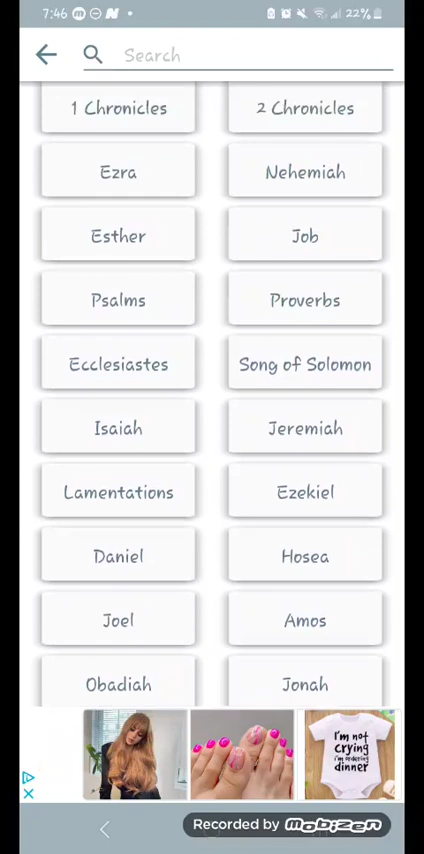 7:46 22%
Search
1 Chronicles 2 Chronicles
Ezra Nehemiah
Esther Job
Psalms Proverbs
Ecclesiastes Song of Solomon
Isaiah Jeremiah
Lamentations Ezekiel
Daniel Hosea
Joel Amos
Obadiah Jonah
I'm not
crying
i'm ordering
dinner
Recorded by mobizen